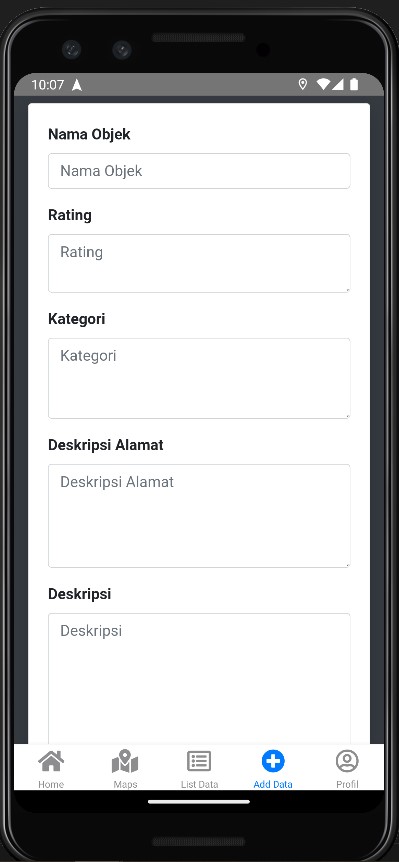 10:07
Nama Objek
Nama Objek
Rating
Rating
Kategori
Kategori
Deskripsi Alamat
Deskripsi Alamat
Deskripsi
Deskripsi
Home Maps List Data Add Data Profil